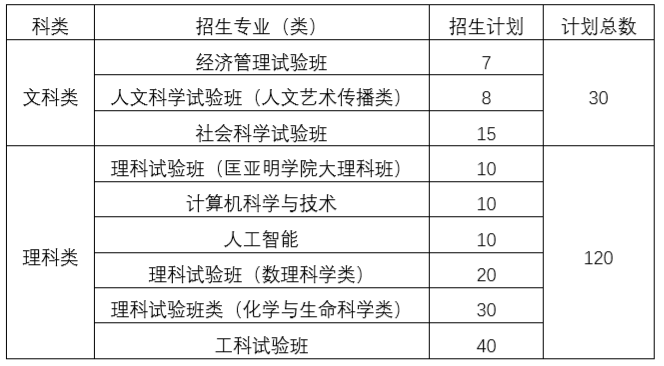 科类 招生专业（类） 招生计划 计划总数
文科类 经济管理试验班 7 30
人文科学试验班（人文艺术传播类） 8
社会科学试验班 15
理科类 理科试验班（匡亚明学院大理科班） 10 120
计算机科学与技术 10
人工智能 10
理科试验班（数理科学类） 20
理科试验班类（化学与生命科学类） 30
工科试验班 40